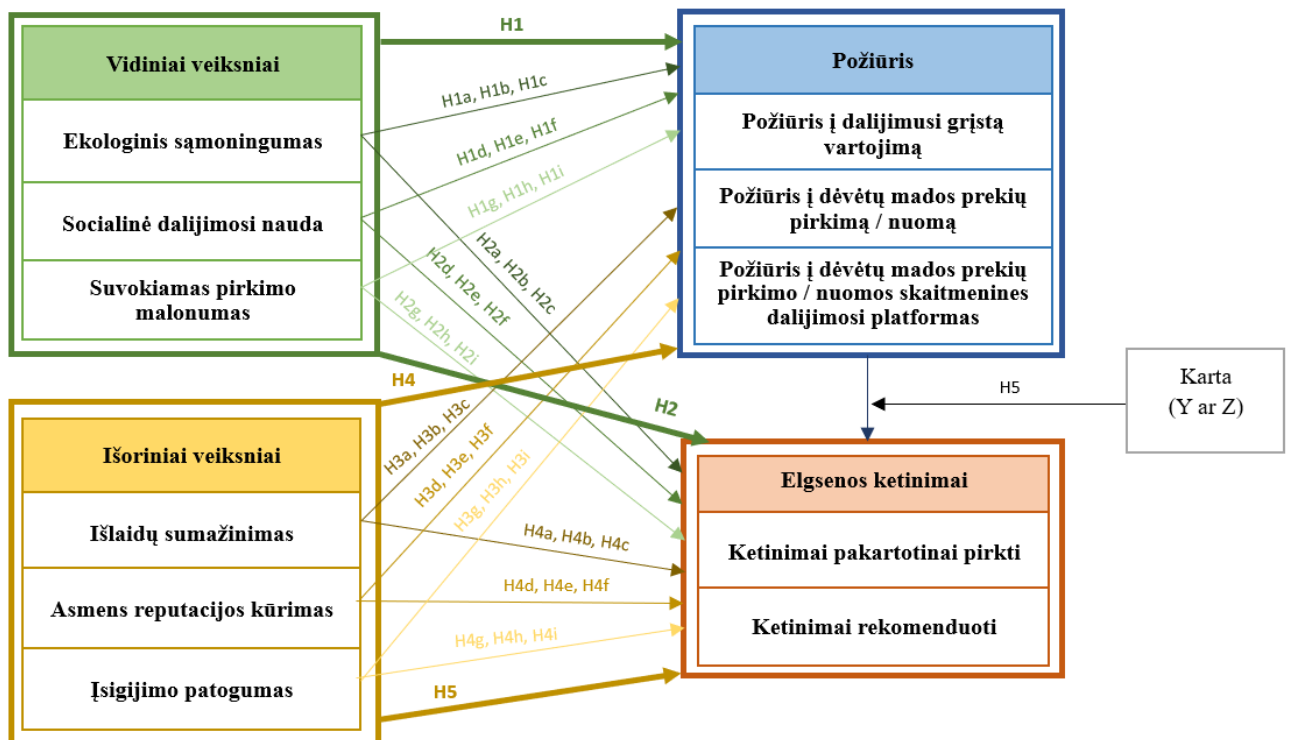 H1
Vidiniai veiksniai
Ekologinis sąmoningumas
Socialinė dalijimosi nauda
Suvokiamas pirkimo
malonumas
H1a, H1b, H1c
H1d, H1e, H1f
H1g, H1h, H1i
H2a, H2b, H2c
H2d, H2e, H2f
H2g, H2h, H2i
Požiūris
Požiūris į dalijimusi grįstą
vartojimą
Požiūris į dėvėtų mados prekių
pirkimą / nuomą
Požiūris į dėvėtų mados prekių
pirkimo / nuomos skaitmenines
dalijimosi platformas
H4
H2
H5
Karta
(Y ar Z)
Išoriniai veiksniai
Išlaidų sumažinimas
Asmens reputacijos kūrimas
Įsigijimo patogumas
H3a, H3b, H3c
H3d, H3e, H3f
H3g, H3h, H3i
H4a, H4b, H4c
H4d, H4e, H4f
H4g, H4h, H4i
H5
Elgsenos ketinimai
Ketinimai pakartotinai pirkti
Ketinimai rekomenduoti